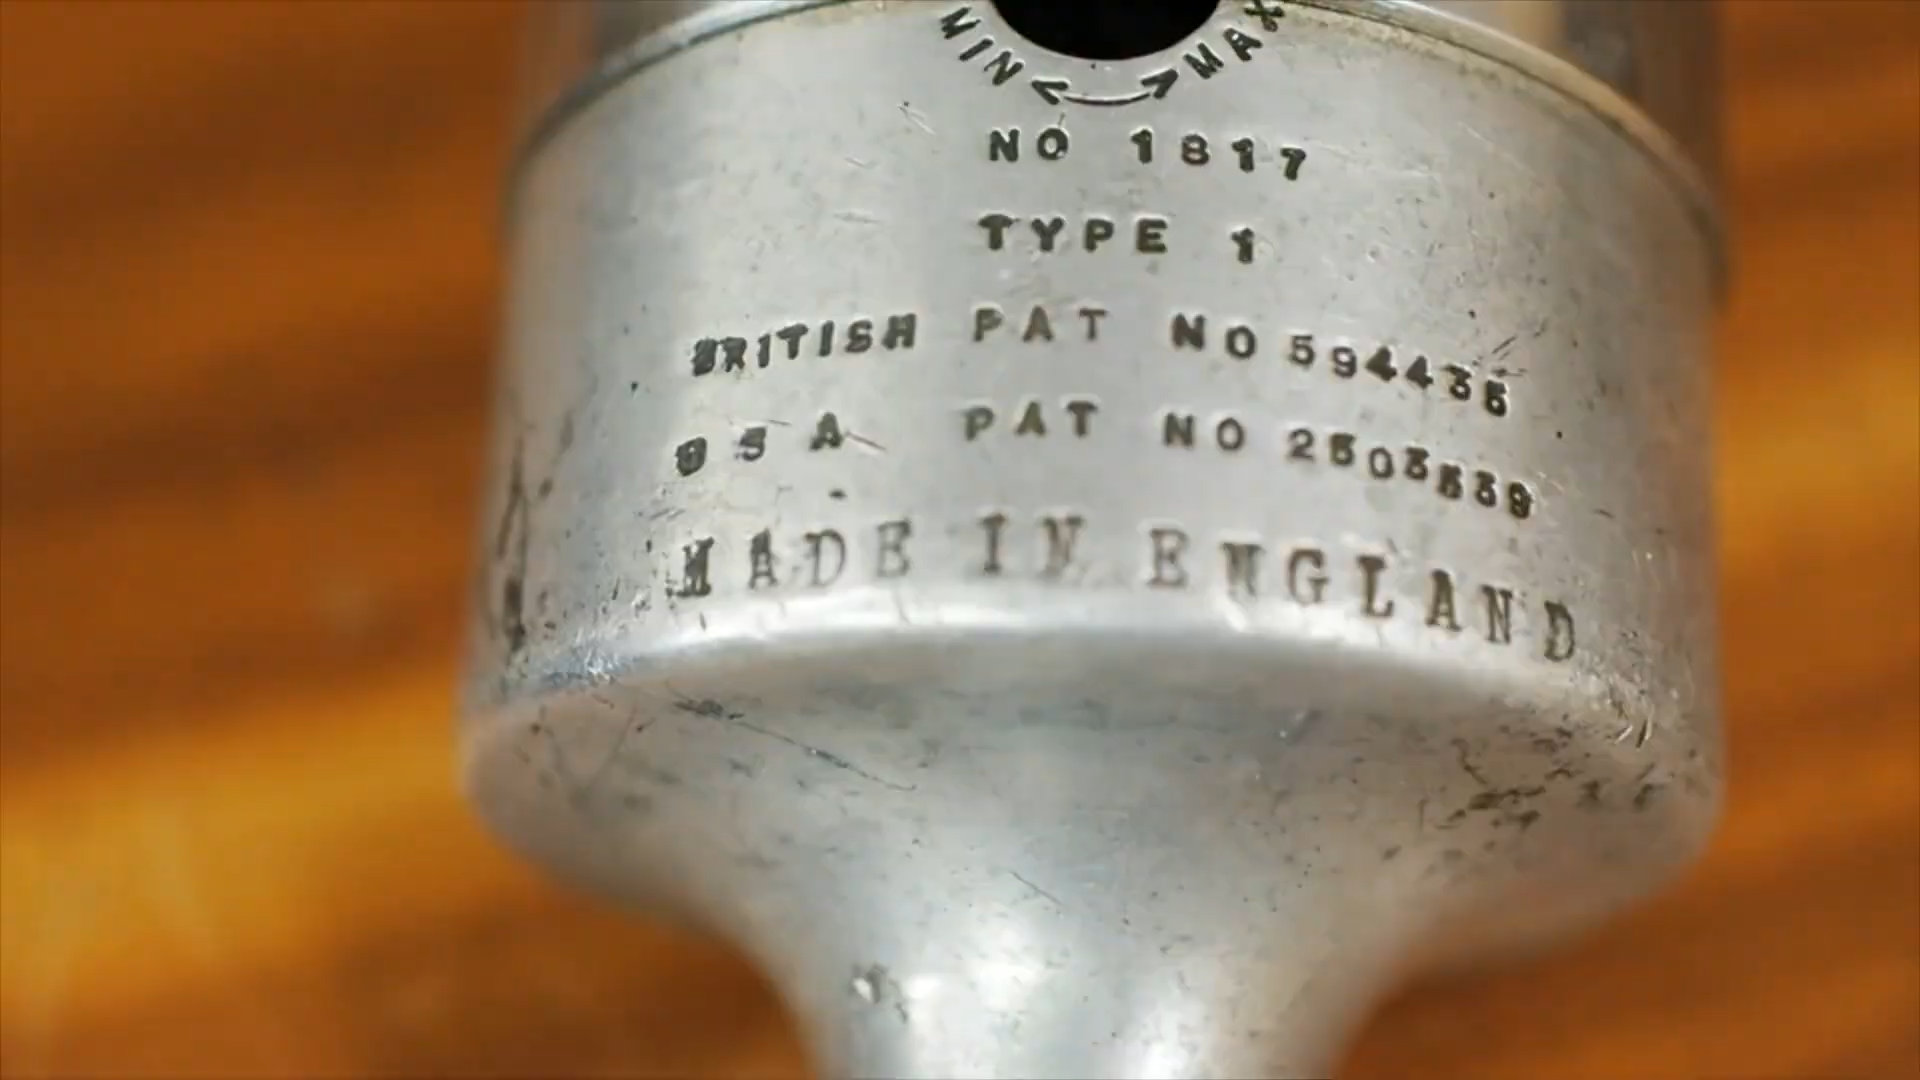 MIN MAX
NO 1817
TYPE 1
BRITISH PAT NO 594435
USA PAT NO 2503539
MADE IN ENGLAND